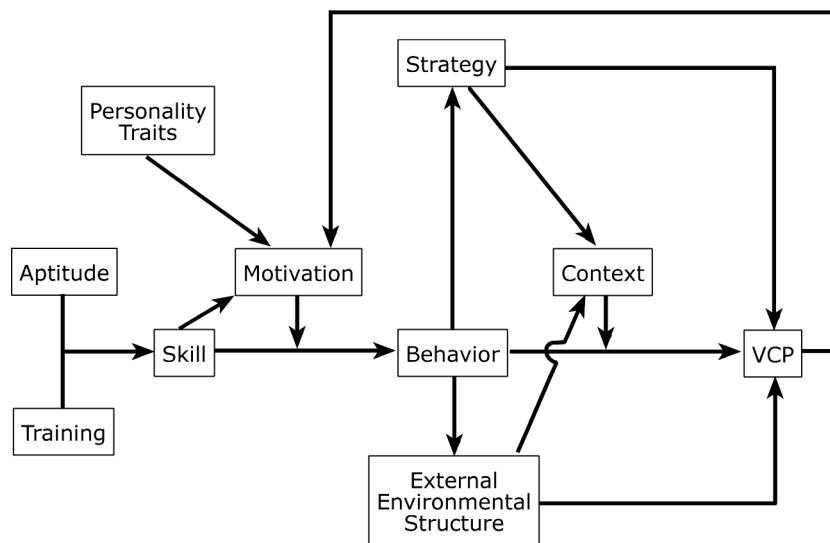 Strategy
Personality
Traits
Aptitude
Motivation
Context
Skill
Behavior
VCP
Training
External
Environmental
Structure